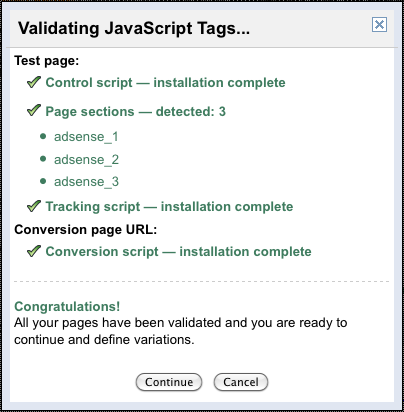 Validating JavaScript Tags...
Test page:
Control script — installation complete
Page sections — detected: 3
adsense_1
adsense_2
adsense_3
Tracking script — installation complete
Conversion page URL:
Conversion script — installation complete
Congratulations!
All your pages have been validated and you are ready to
continue and define variations.
Continue Cancel